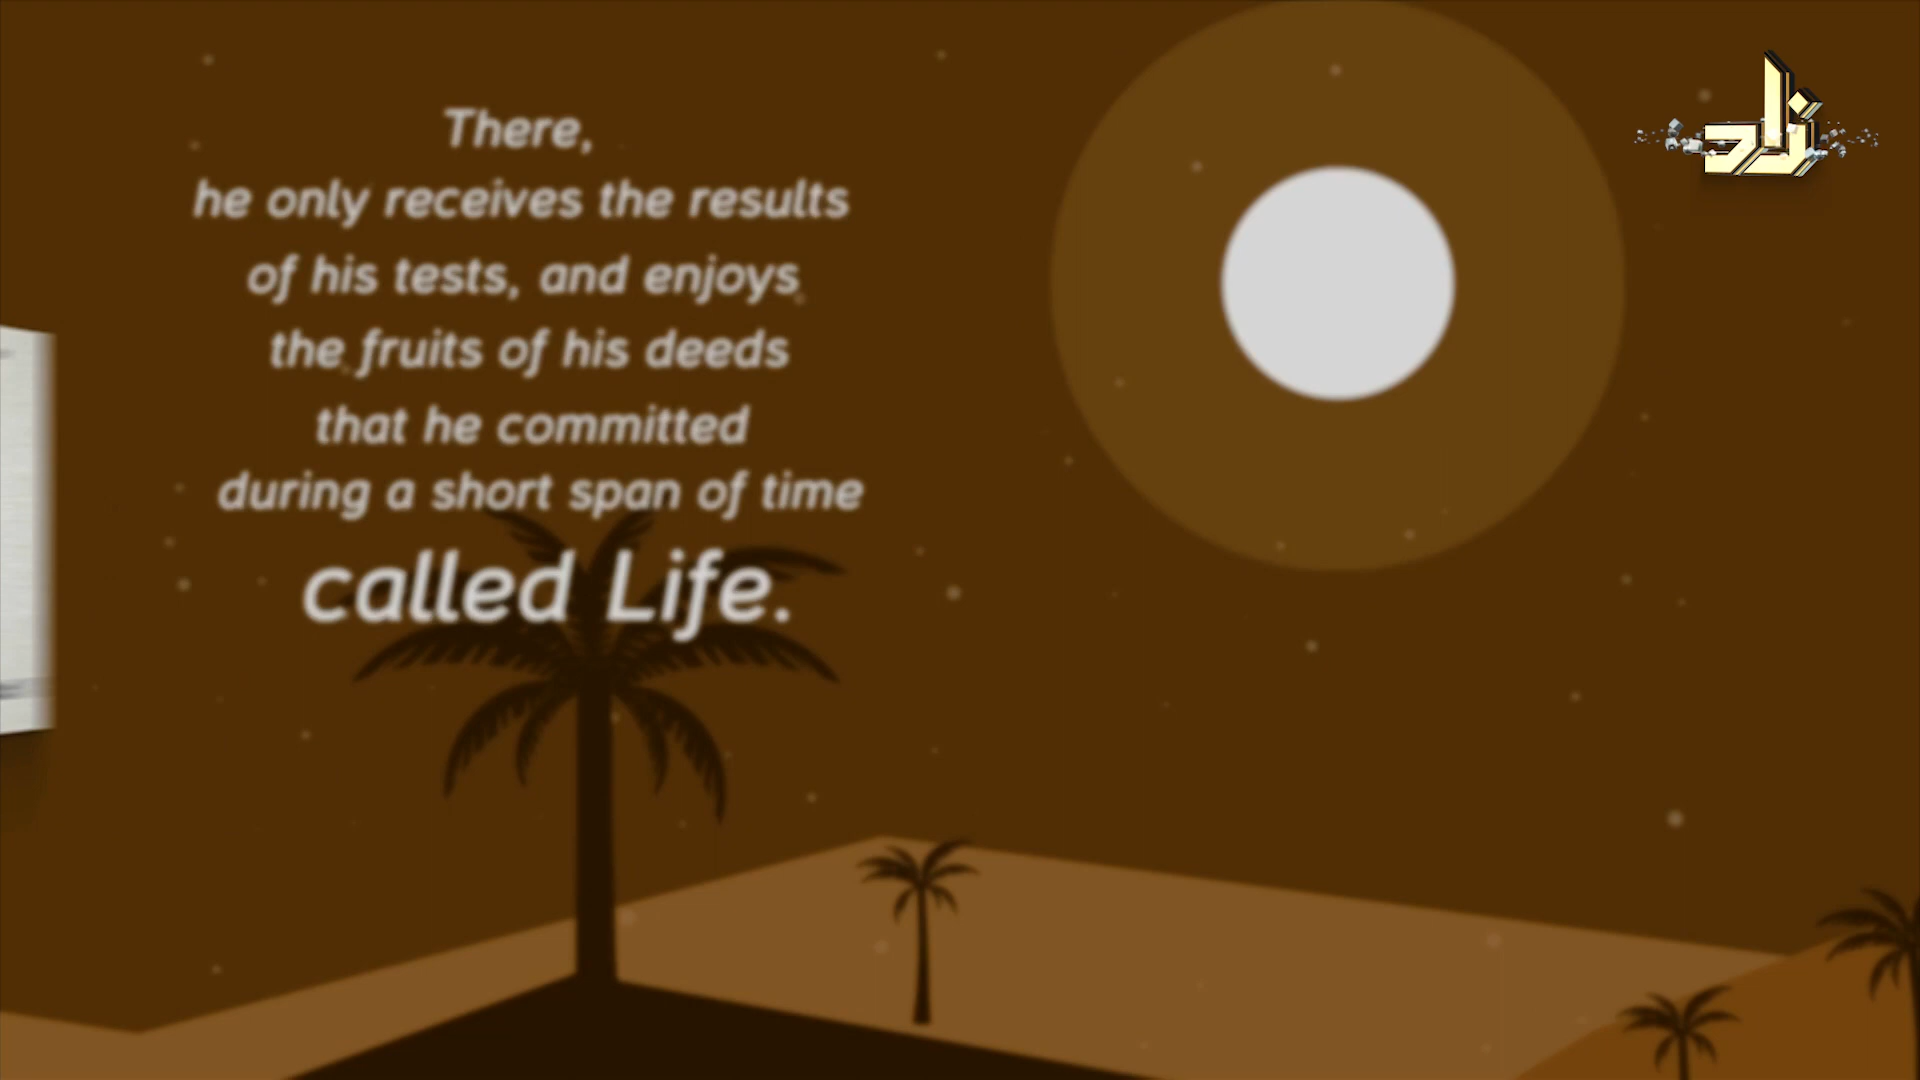 There,
he only receives the results
of his tests, and enjoys
the fruits of his deeds
that he committed
during a short span of time
called Life.
زاد